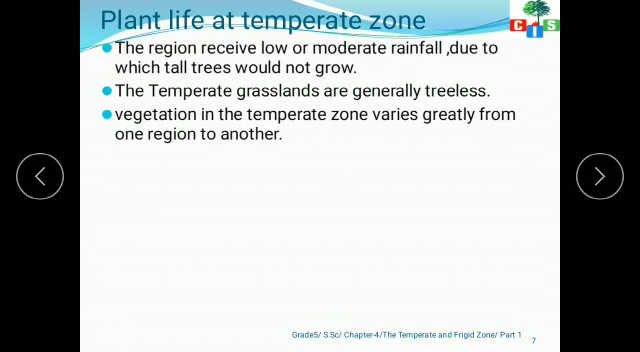 Plant life at temperate zone
CIS
The region receive low or moderate rainfall ,due to
which tall trees would not grow.
The Temperate grasslands are generally treeless.
vegetation in the temperate zone varies greatly from
one region to another.
Grade5/ S.Sc/ Chapter-4/The Temperate and Frigid Zone/ Part 1
7